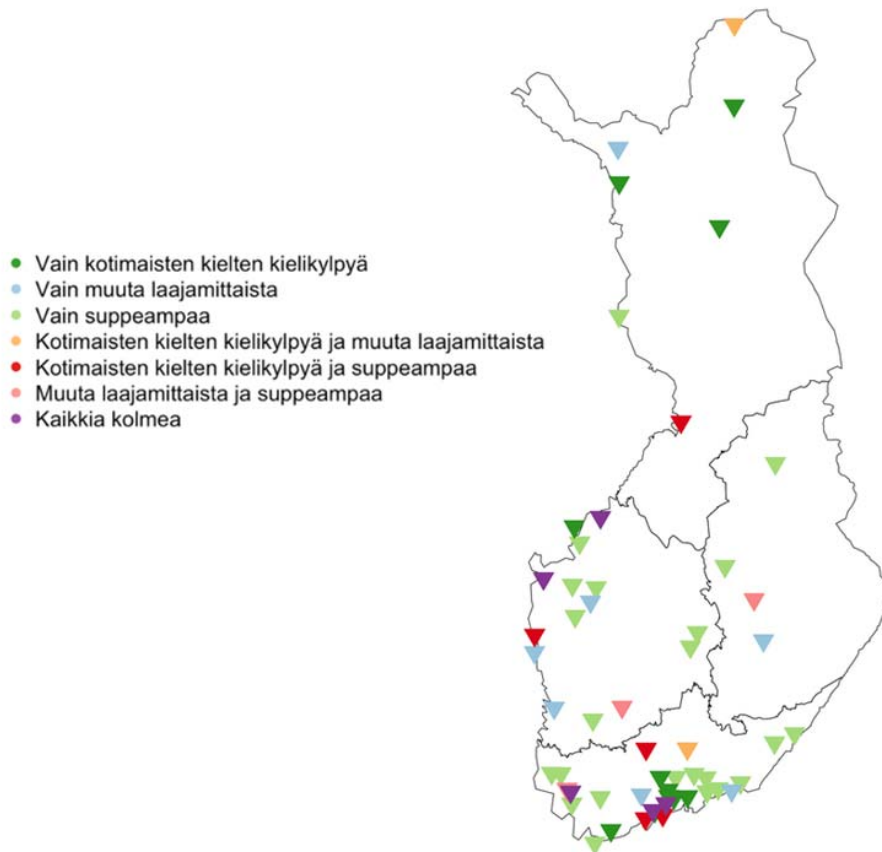 Vain kotimaisten kielten kielikylpyä
Vain muuta laajamittaista
Vain suppeampaa
Kotimaisten kielten kielikylpyä ja muuta laajamittaista
Kotimaisten kielten kielikylpyä ja suppeampaa
Muuta laajamittaista ja suppeampaa
Kaikkia kolmea